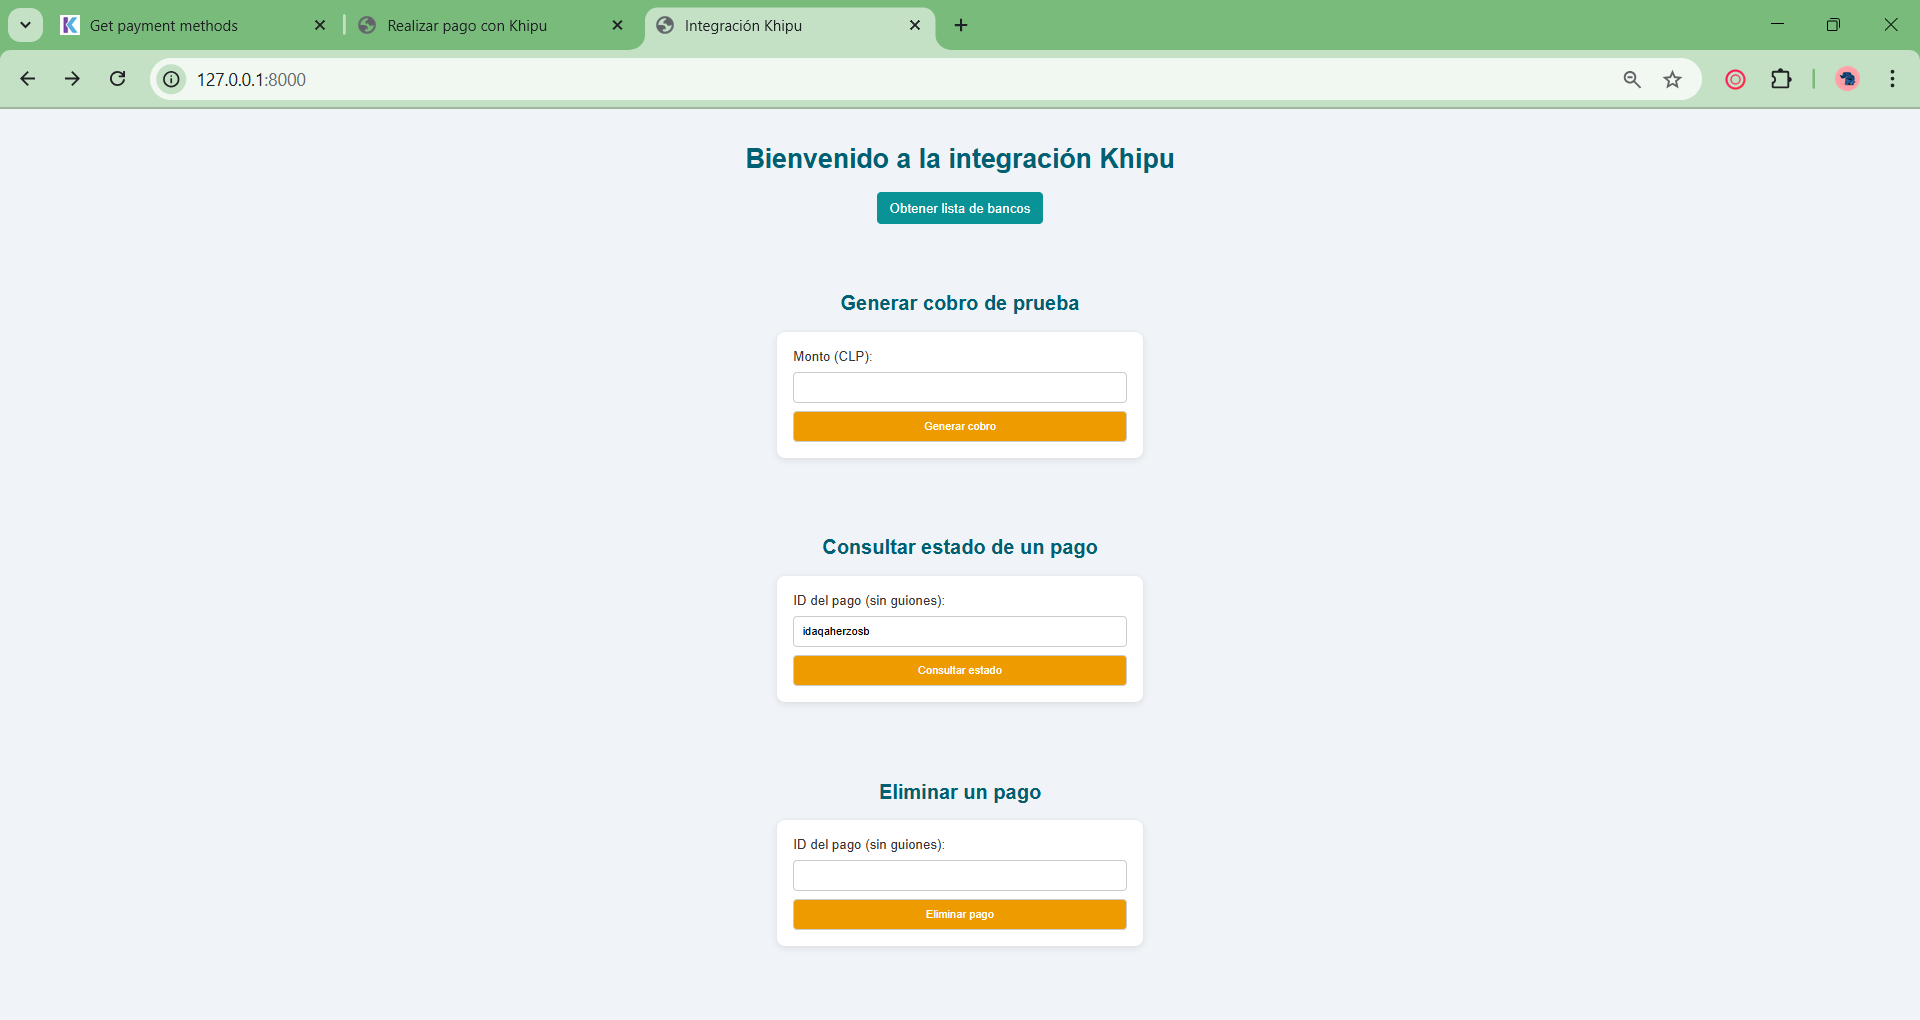 Get payment methods
Realizar pago con Khipu
Integración Khipu
127.0.0.1:8000
Bienvenido a la integración Khipu
Obtener lista de bancos
Generar cobro de prueba
Monto (CLP):
Generar cobro
Consultar estado de un pago
ID del pago (sin guiones):
idaqaherzosb
Consultar estado
Eliminar un pago
ID del pago (sin guiones):
Eliminar pago